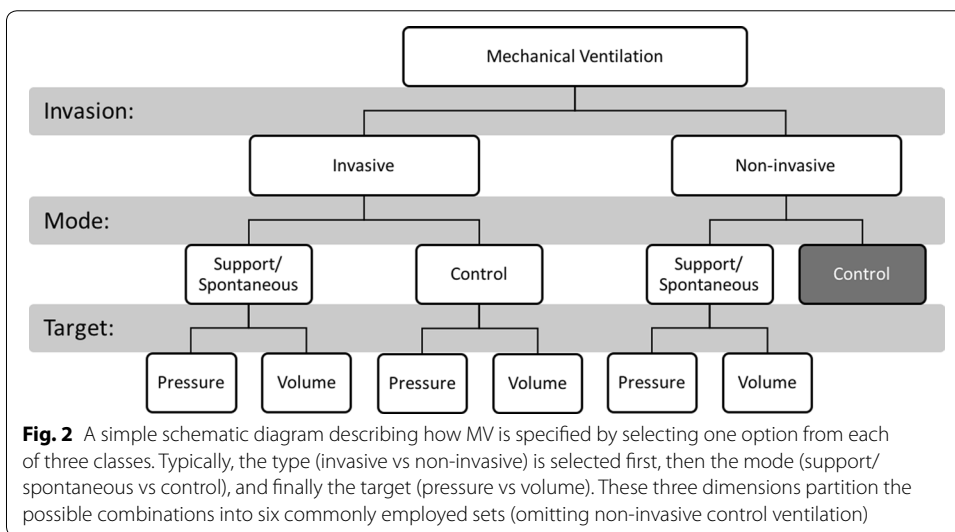 Mechanical Ventilation
Invasion:
Invasive
Non-invasive
Mode:
Support/
Spontaneous
Control
Support/
Spontaneous
Control
Target:
Pressure
Volume
Pressure
Volume
Pressure
Volume
Fig. 2 A simple schematic diagram describing how MV is specified by selecting one option from each
of three classes. Typically, the type (invasive vs non-invasive) is selected first, then the mode (support/
spontaneous vs control), and finally the target (pressure vs volume). These three dimensions partition the
possible combinations into six commonly employed sets (omitting non-invasive control ventilation)